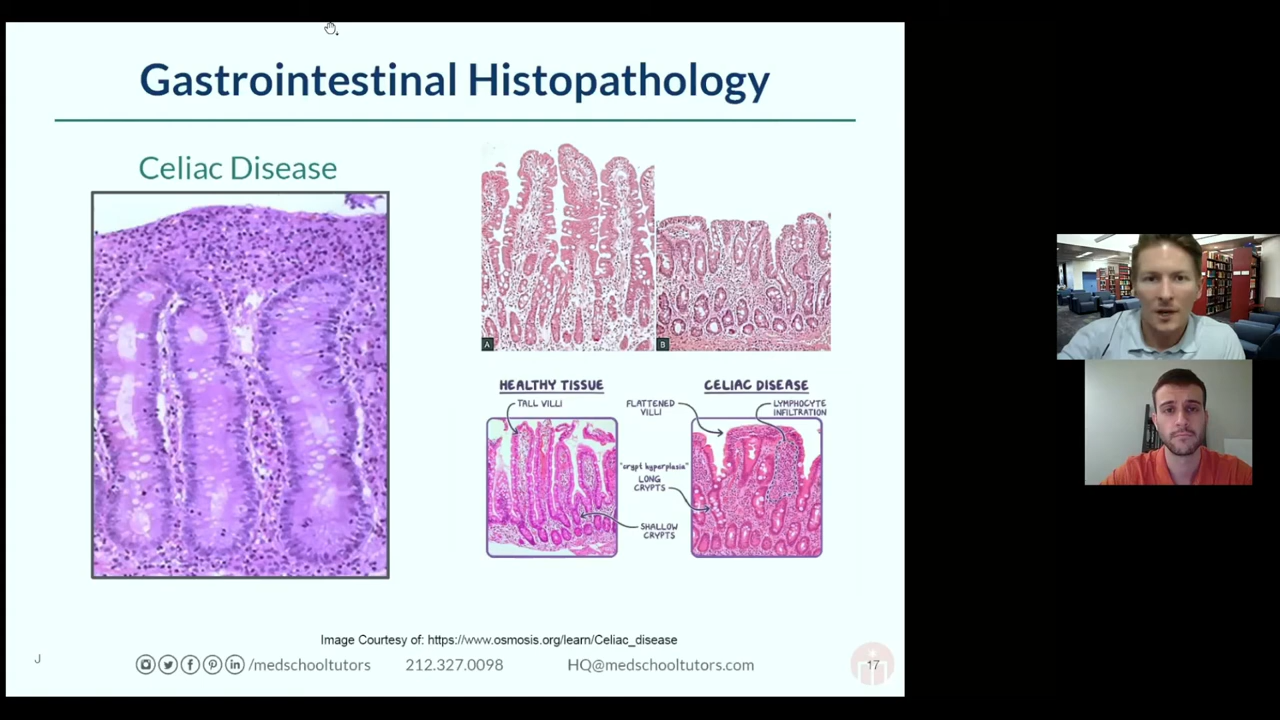 Gastrointestinal Histopathology
Celiac Disease
A
B
HEALTHY TISSUE
TALL VILLI
SHALLOW
CRYPTS
CELIAC DISEASE
FLATTENED
VILLI
LYMPHOCYTE
INFILTRATION
"crypt hyperplasia"
LONG
CRYPTS
Image Courtesy of: https://www.osmosis.org/learn/Celiac_disease
J
/medschooltutors 212.327.0098 HQ@medschooltutors.com
17